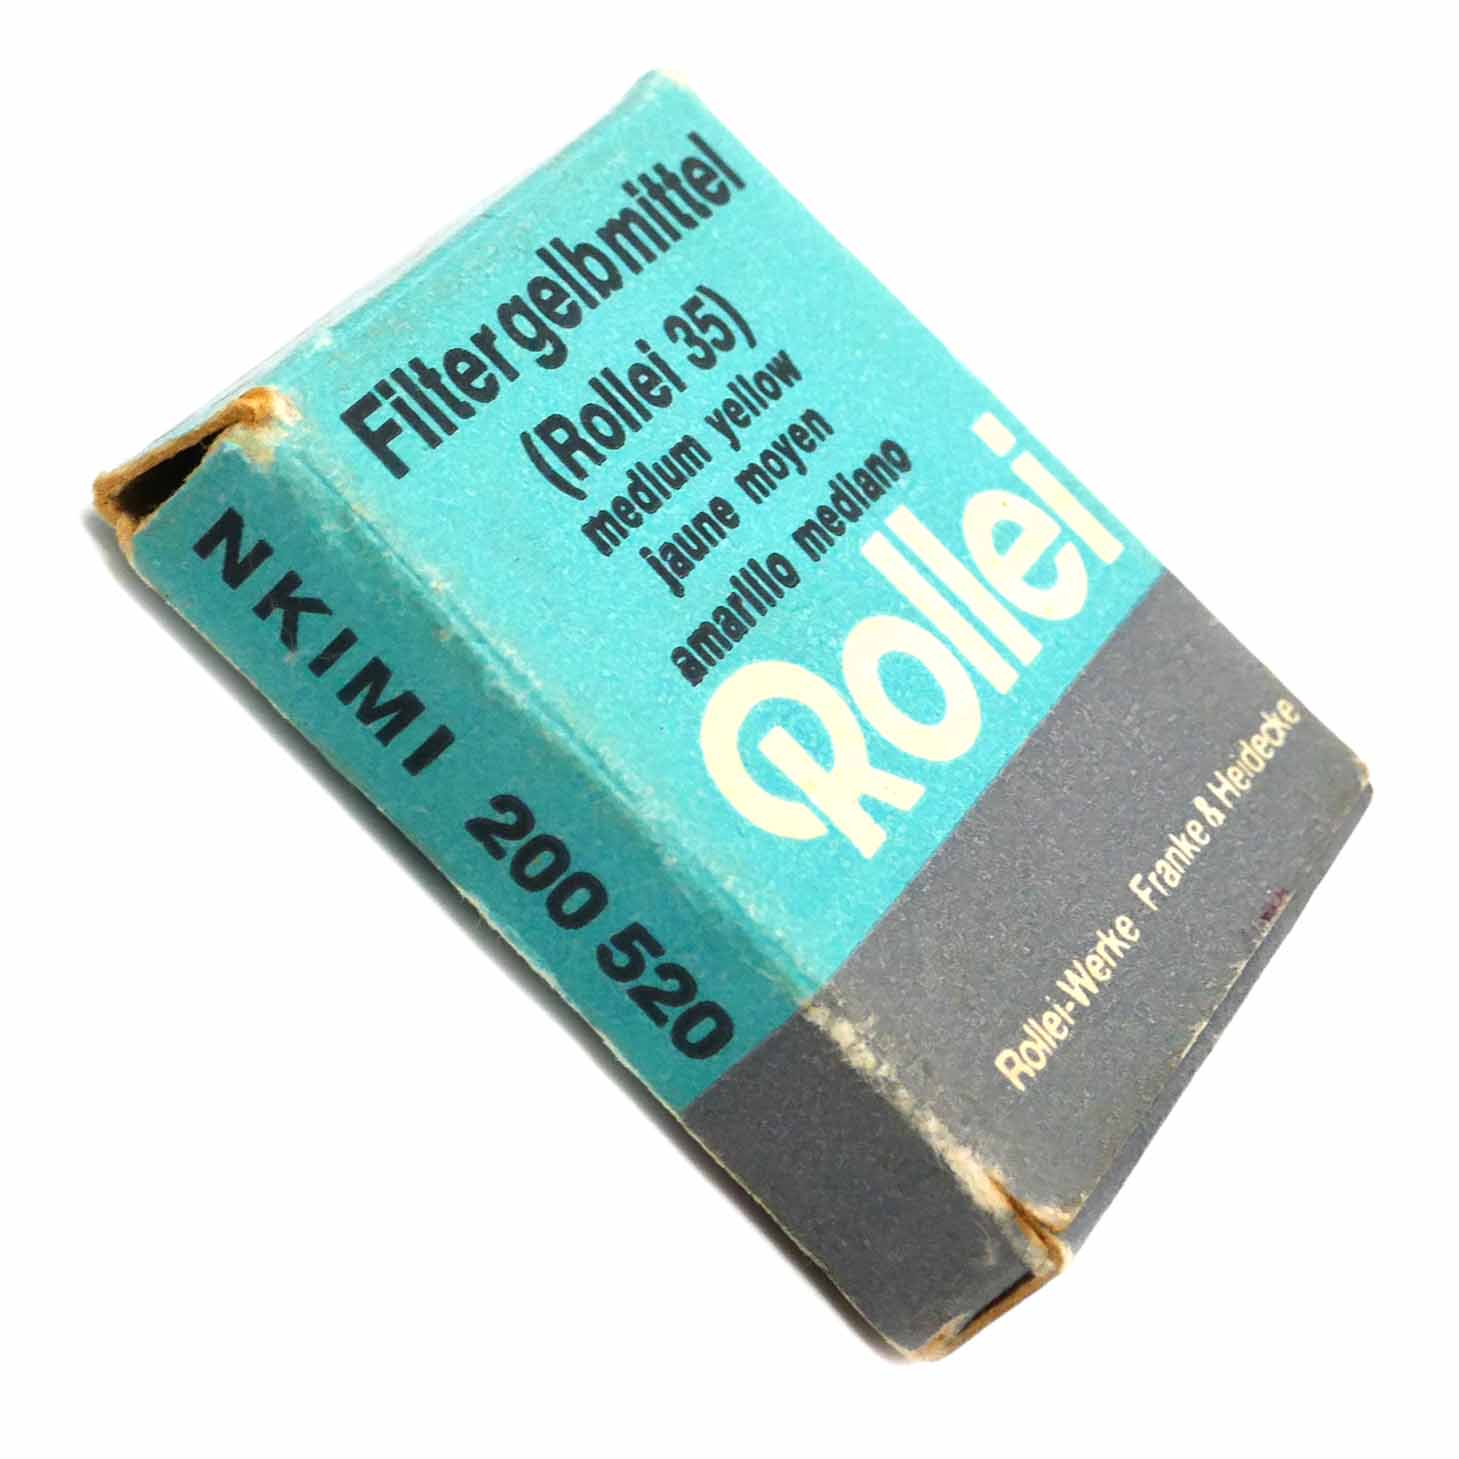 Filter gelbmittel
(Rollei 35)
medium yellow
jaune moyen
amarillo mediano
Rollei
Rollei-Werke Franke & Heidecke
NKIMI 200 520